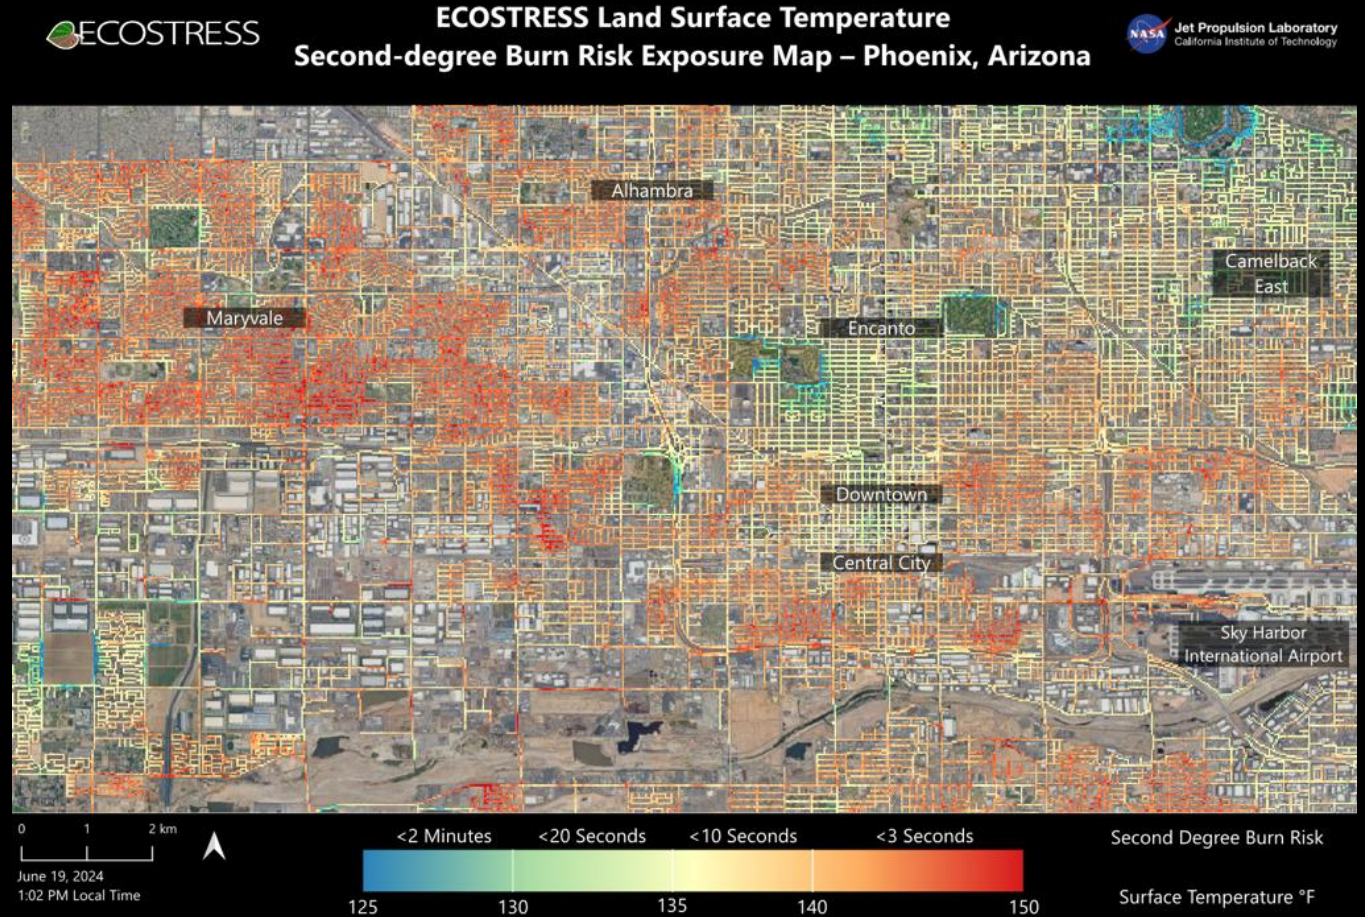 ECOSTRESS
ECOSTRESS Land Surface Temperature
Second-degree Burn Risk Exposure Map – Phoenix, Arizona
NASA
Jet Propulsion Laboratory
California Institute of Technology
Alhambra
Camelback
East
Maryvale
Encanto
Downtown
Central City
Sky Harbor
International Airport
0 1 2 km
June 19, 2024
1:02 PM Local Time
<2 Minutes <20 Seconds <10 Seconds <3 Seconds
125 130 135 140 150
Second Degree Burn Risk
Surface Temperature °F